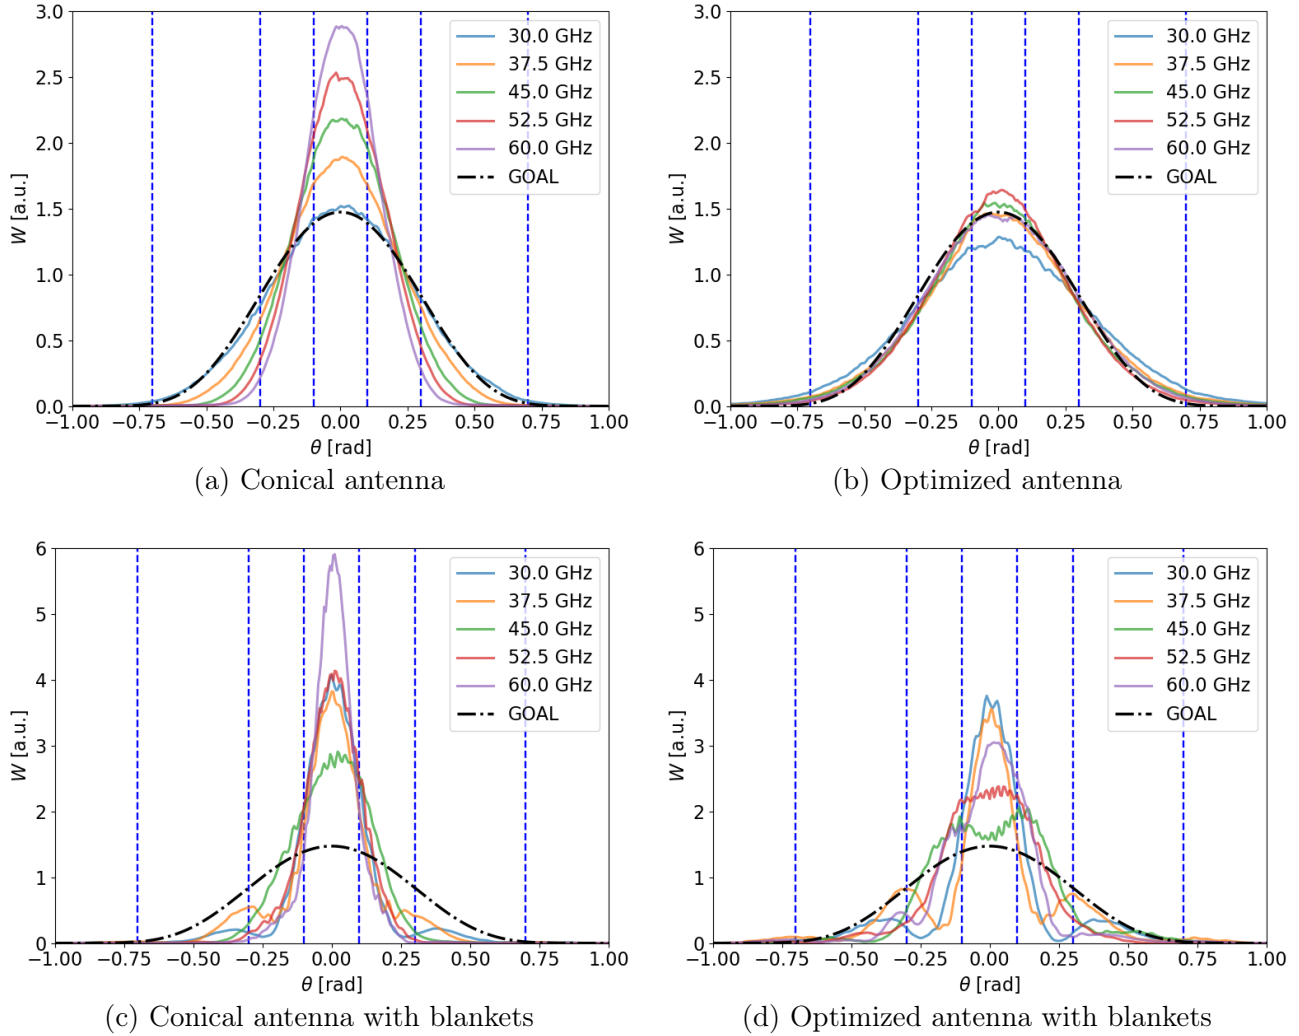 3.0
2.5
2.0
1.5
1.0
0.5
0.0
W [a.u.]
−1.00 −0.75 −0.50 −0.25 0.00 0.25 0.50 0.75 1.00
θ [rad]
30.0 GHz
37.5 GHz
45.0 GHz
52.5 GHz
60.0 GHz
GOAL
(a) Conical antenna
3.0
2.5
2.0
1.5
1.0
0.5
0.0
W [a.u.]
−1.00 −0.75 −0.50 −0.25 0.00 0.25 0.50 0.75 1.00
θ [rad]
30.0 GHz
37.5 GHz
45.0 GHz
52.5 GHz
60.0 GHz
GOAL
(b) Optimized antenna
6
5
4
3
2
1
0
W [a.u.]
−1.00 −0.75 −0.50 −0.25 0.00 0.25 0.50 0.75 1.00
θ [rad]
30.0 GHz
37.5 GHz
45.0 GHz
52.5 GHz
60.0 GHz
GOAL
(c) Conical antenna with blankets
6
5
4
3
2
1
0
W [a.u.]
−1.00 −0.75 −0.50 −0.25 0.00 0.25 0.50 0.75 1.00
θ [rad]
30.0 GHz
37.5 GHz
45.0 GHz
52.5 GHz
60.0 GHz
GOAL
(d) Optimized antenna with blankets